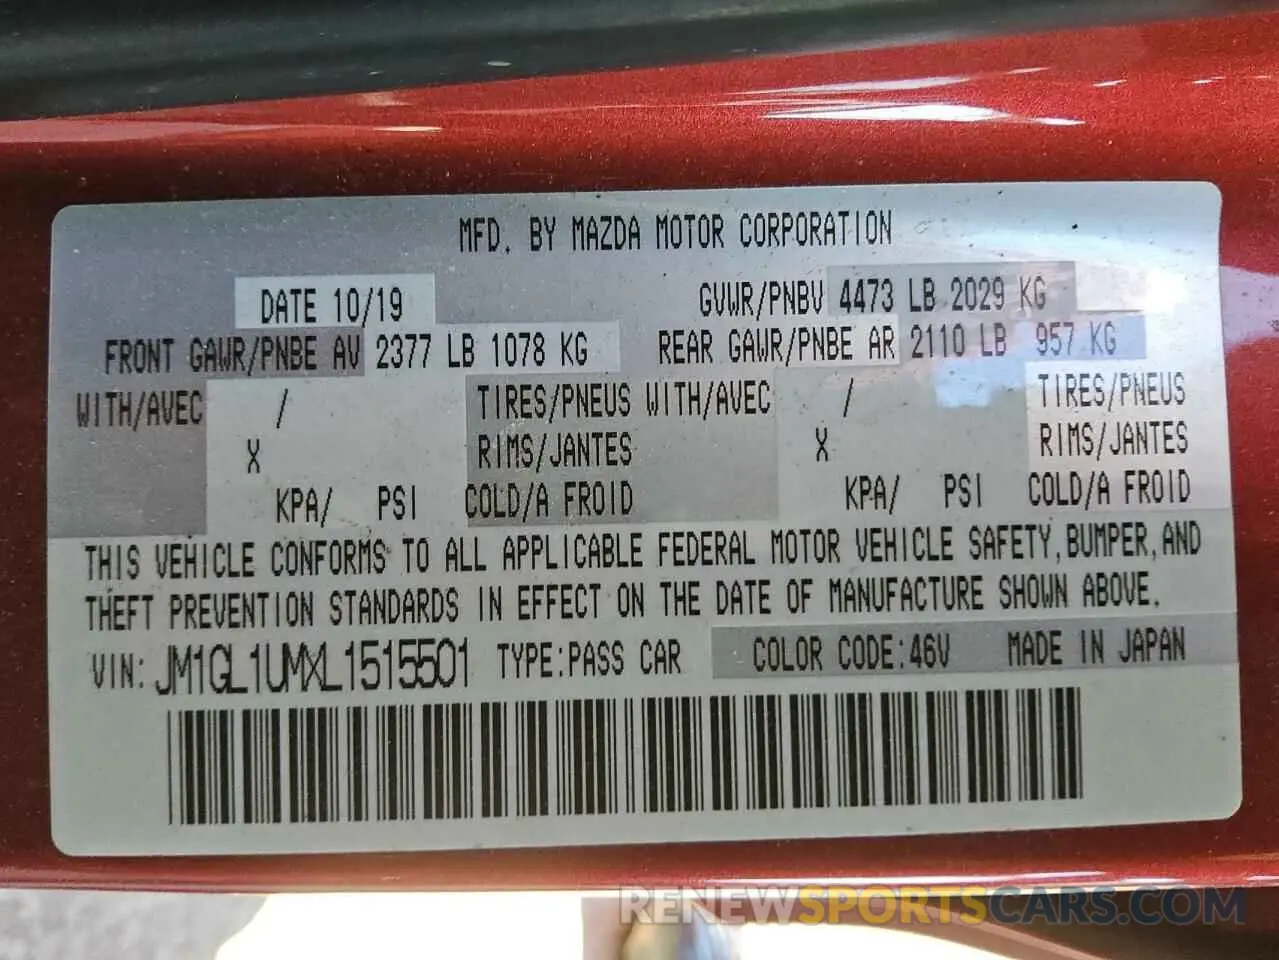 MFD. BY MAZDA MOTOR CORPORATION
DATE 10/19 GVWR/PNBV 4473 LB 2029 KG
FRONT GAWR/PNBE AV 2377 LB 1078 KG REAR GAWR/PNBE AR 2110 LB 957 KG
WITH/AVEC / TIRES/PNEUS WITH/AVEC / TIRES/PNEUS
X RIMS/JANTES X RIMS/JANTES
KPA/ PSI COLD/A FROID KPA/ PSI COLD/A FROID
THIS VEHICLE CONFORMS TO ALL APPLICABLE FEDERAL MOTOR VEHICLE SAFETY, BUMPER, AND
THEFT PREVENTION STANDARDS IN EFFECT ON THE DATE OF MANUFACTURE SHOWN ABOVE.
VIN: JM1GL1UMXL1515501 TYPE:PASS CAR COLOR CODE:46V MADE IN JAPAN
RENEWSPORTSCARS.COM